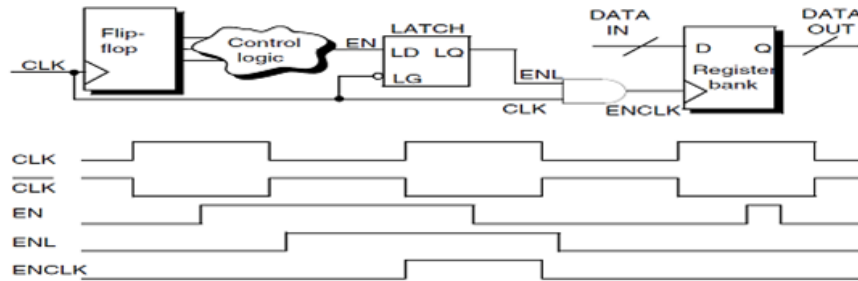 Flip-
flop
CLK
Control
logic
EN
LATCH
LD LQ
LG
ENL
CLK
ENCLK
DATA
IN
D Q
Register
bank
DATA
OUT
CLK
CLK
EN
ENL
ENCLK